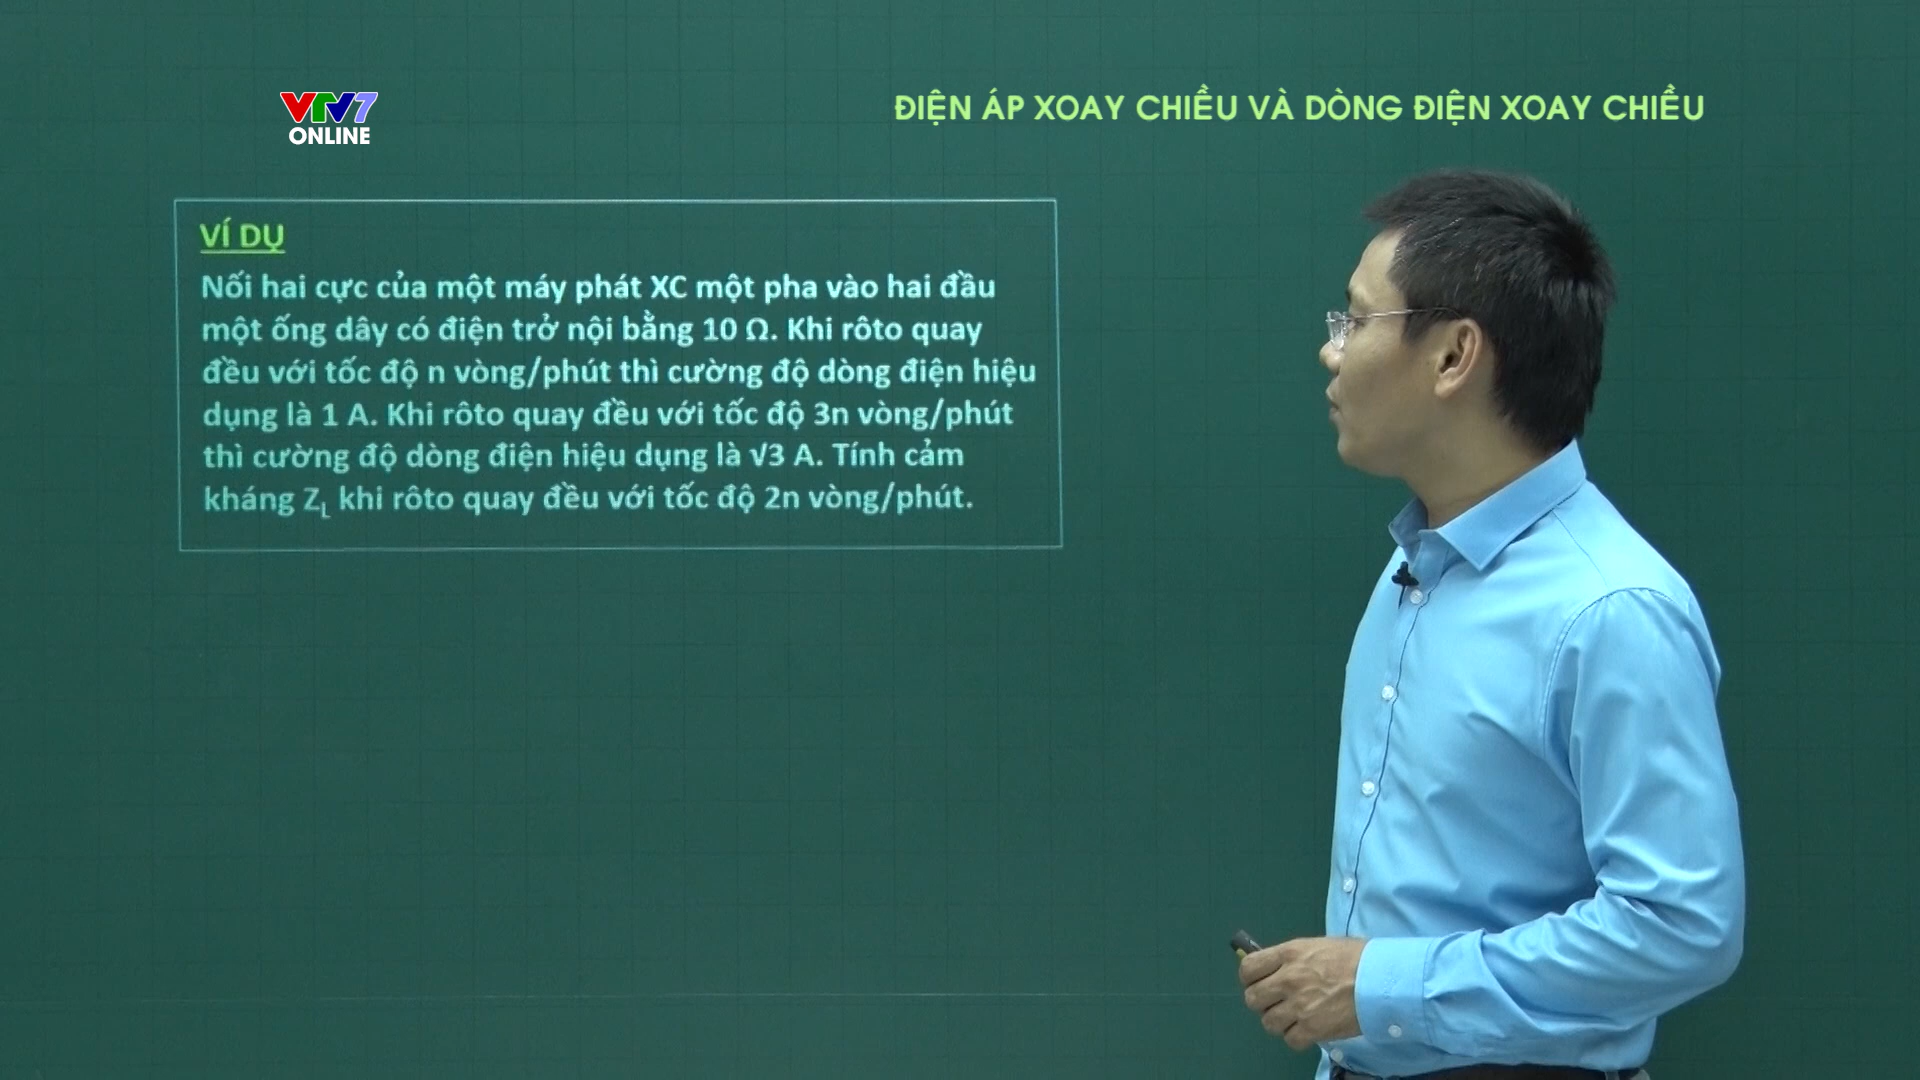 VTV7
ONLINE
ĐIỆN ÁP XOAY CHIỀU VÀ DÒNG ĐIỆN XOAY CHIỀU
VÍ DỤ
Nối hai cực của một máy phát XC một pha vào hai đầu
một ống dây có điện trở nội bằng 10 Ω. Khi rôto quay
đều với tốc độ n vòng/phút thì cường độ dòng điện hiệu
dụng là 1 A. Khi rôto quay đều với tốc độ 3n vòng/phút
thì cường độ dòng điện hiệu dụng là √3 A. Tính cảm
kháng Z_L khi rôto quay đều với tốc độ 2n vòng/phút.